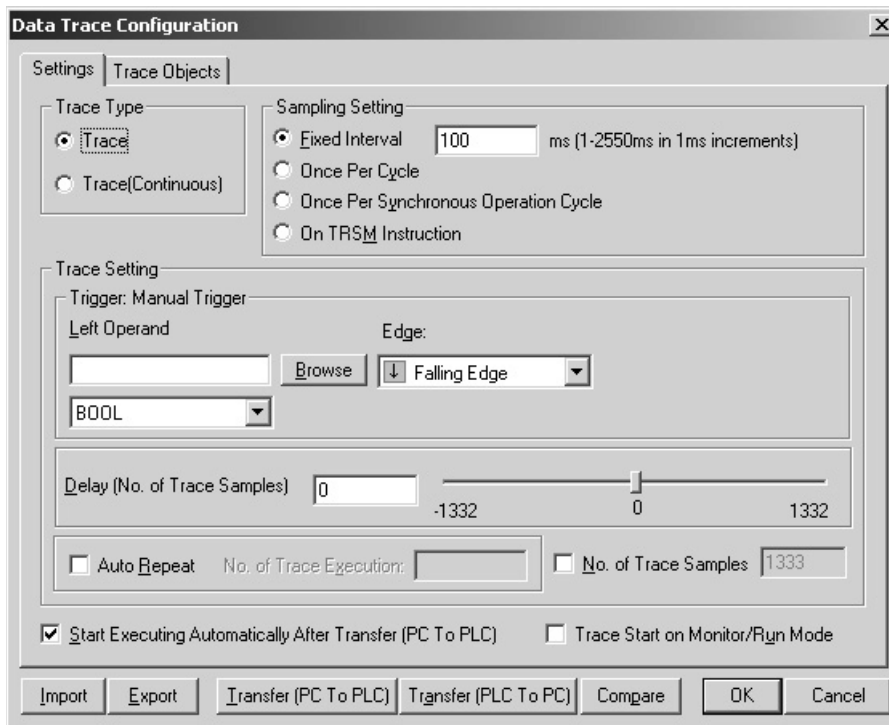 Data Trace Configuration
Settings
Trace Objects
Trace Type
Trace
Trace(Continuous)
Sampling Setting
Fixed Interval 100 ms (1-2550ms in 1ms increments)
Once Per Cycle
Once Per Synchronous Operation Cycle
On TRSM Instruction
Trace Setting
Trigger: Manual Trigger
Left Operand
Edge:
Browse
Falling Edge
BOOL
Delay (No. of Trace Samples) 0
-1332 0 1332
Auto Repeat No. of Trace Execution:
No. of Trace Samples 1333
Start Executing Automatically After Transfer (PC To PLC)
Trace Start on Monitor/Run Mode
Import Export Transfer (PC To PLC) Transfer (PLC To PC) Compare OK Cancel